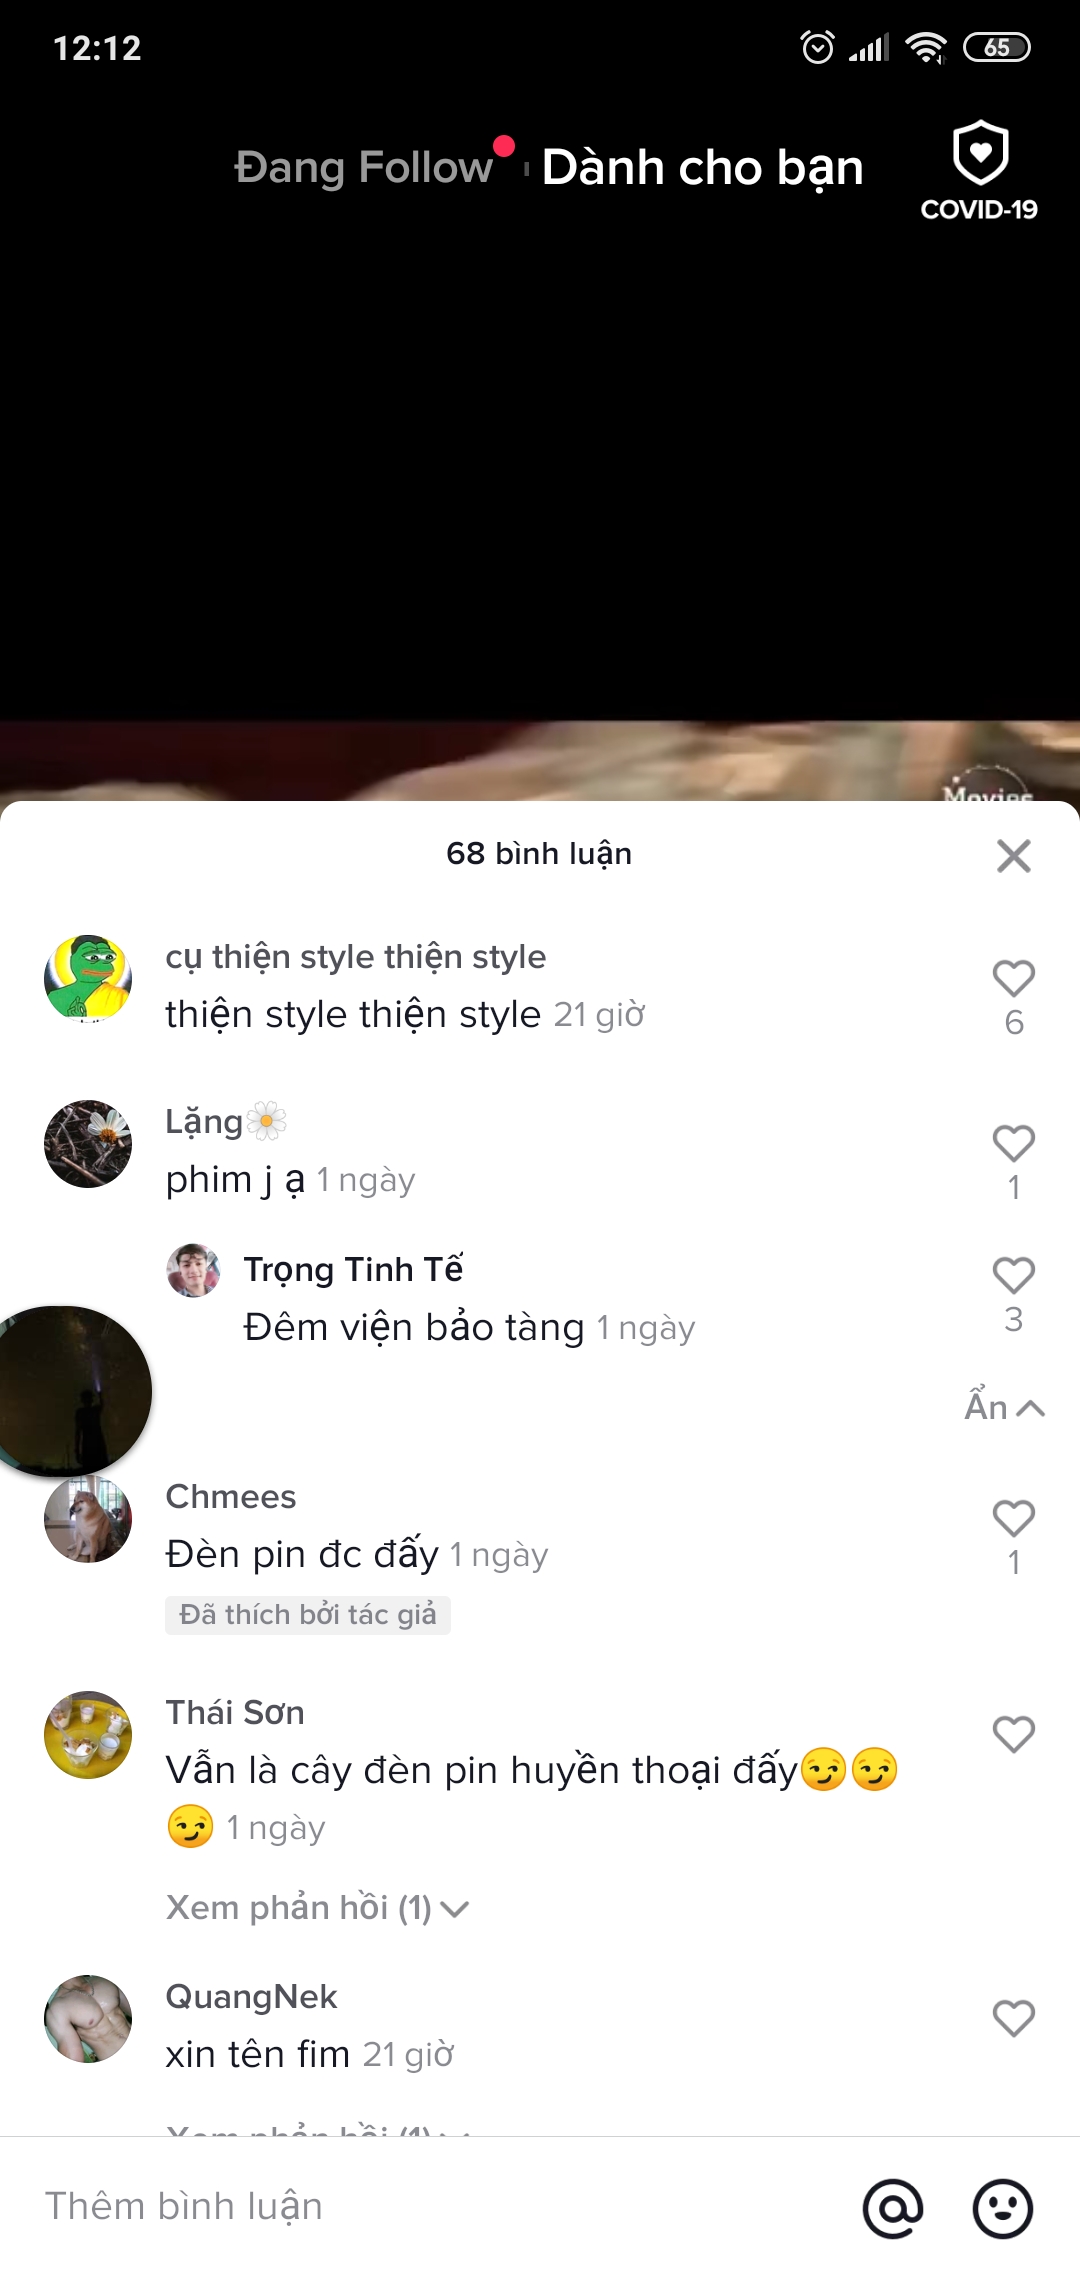 12:12
65
Đang Follow
Dành cho bạn
COVID-19
Movies
68 bình luận
cụ thiện style thiện style
thiện style thiện style 21 giờ
6
Lặng
phim j ạ 1 ngày
1
Trọng Tinh Tế
Đêm viện bảo tàng 1 ngày
3
Ẩn
Chmees
Đèn pin đc đấy 1 ngày
1
Đã thích bởi tác giả
Thái Sơn
Vẫn là cây đèn pin huyền thoại đấy😏😏
😏 1 ngày
Xem phản hồi (1)
QuangNek
xin tên fim 21 giờ
Xem phản hồi (1)
Thêm bình luận